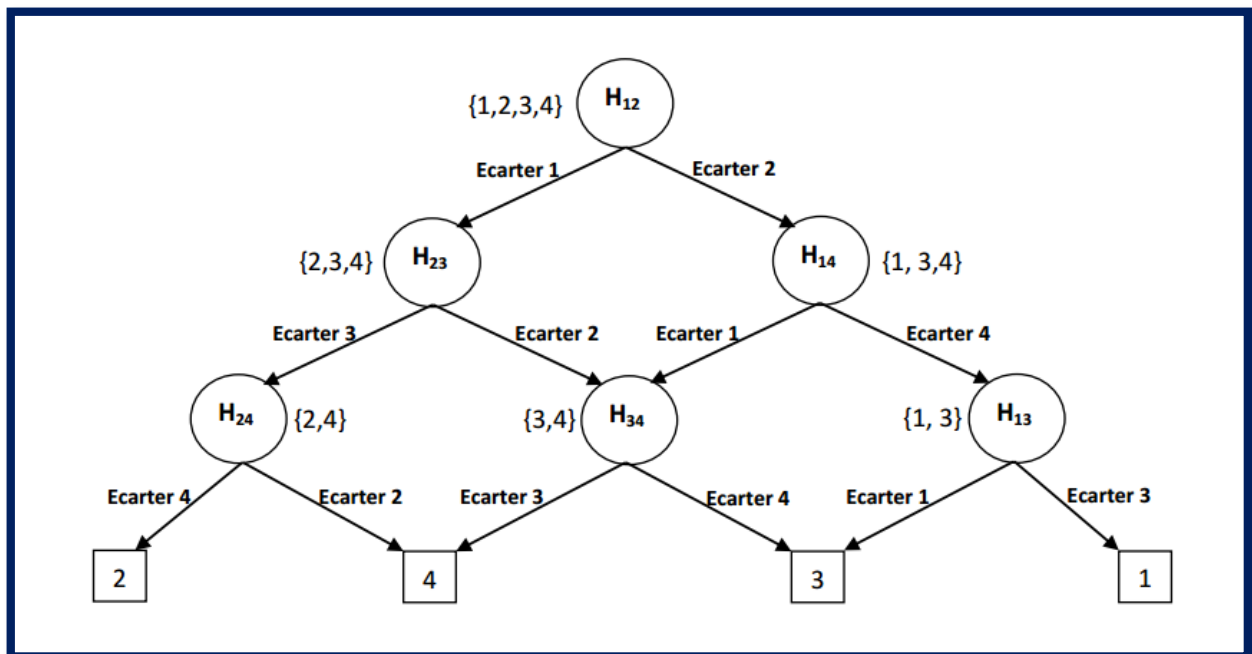 {1,2,3,4} H₁₂
Ecarter 1 Ecarter 2
{2,3,4} H₂₃ H₁₄ {1, 3,4}
Ecarter 3 Ecarter 2 Ecarter 1 Ecarter 4
H₂₄ {2,4} {3,4} H₃₄ {1, 3} H₁₃
Ecarter 4 Ecarter 2 Ecarter 3 Ecarter 4 Ecarter 1 Ecarter 3
2 4 3 1